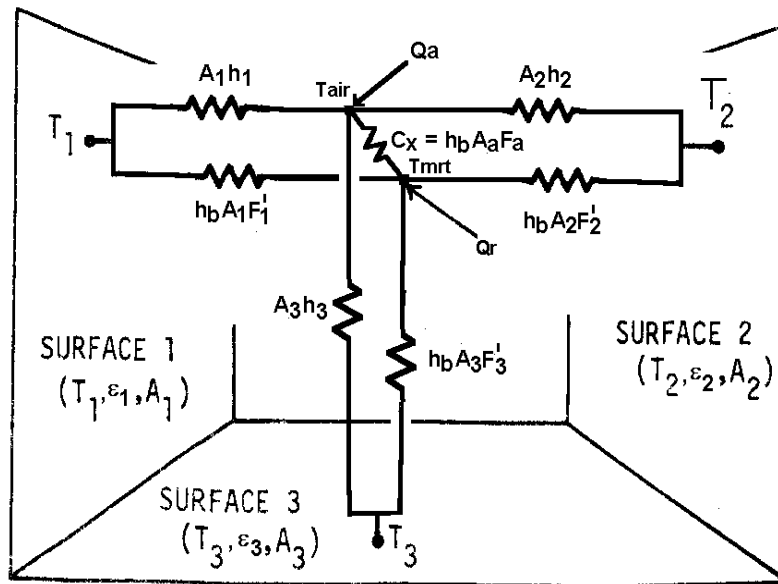 Qa
A₁h₁
Tair
A₂h₂
T₁
Cx = hbAaFa
T₂
Tmrt
hbA₁F'₁
hbA₂F'₂
Qr
A₃h₃
SURFACE 1
(T₁,ε₁,A₁)
hbA₃F'₃
SURFACE 2
(T₂,ε₂,A₂)
SURFACE 3
(T₃,ε₃,A₃)
T₃